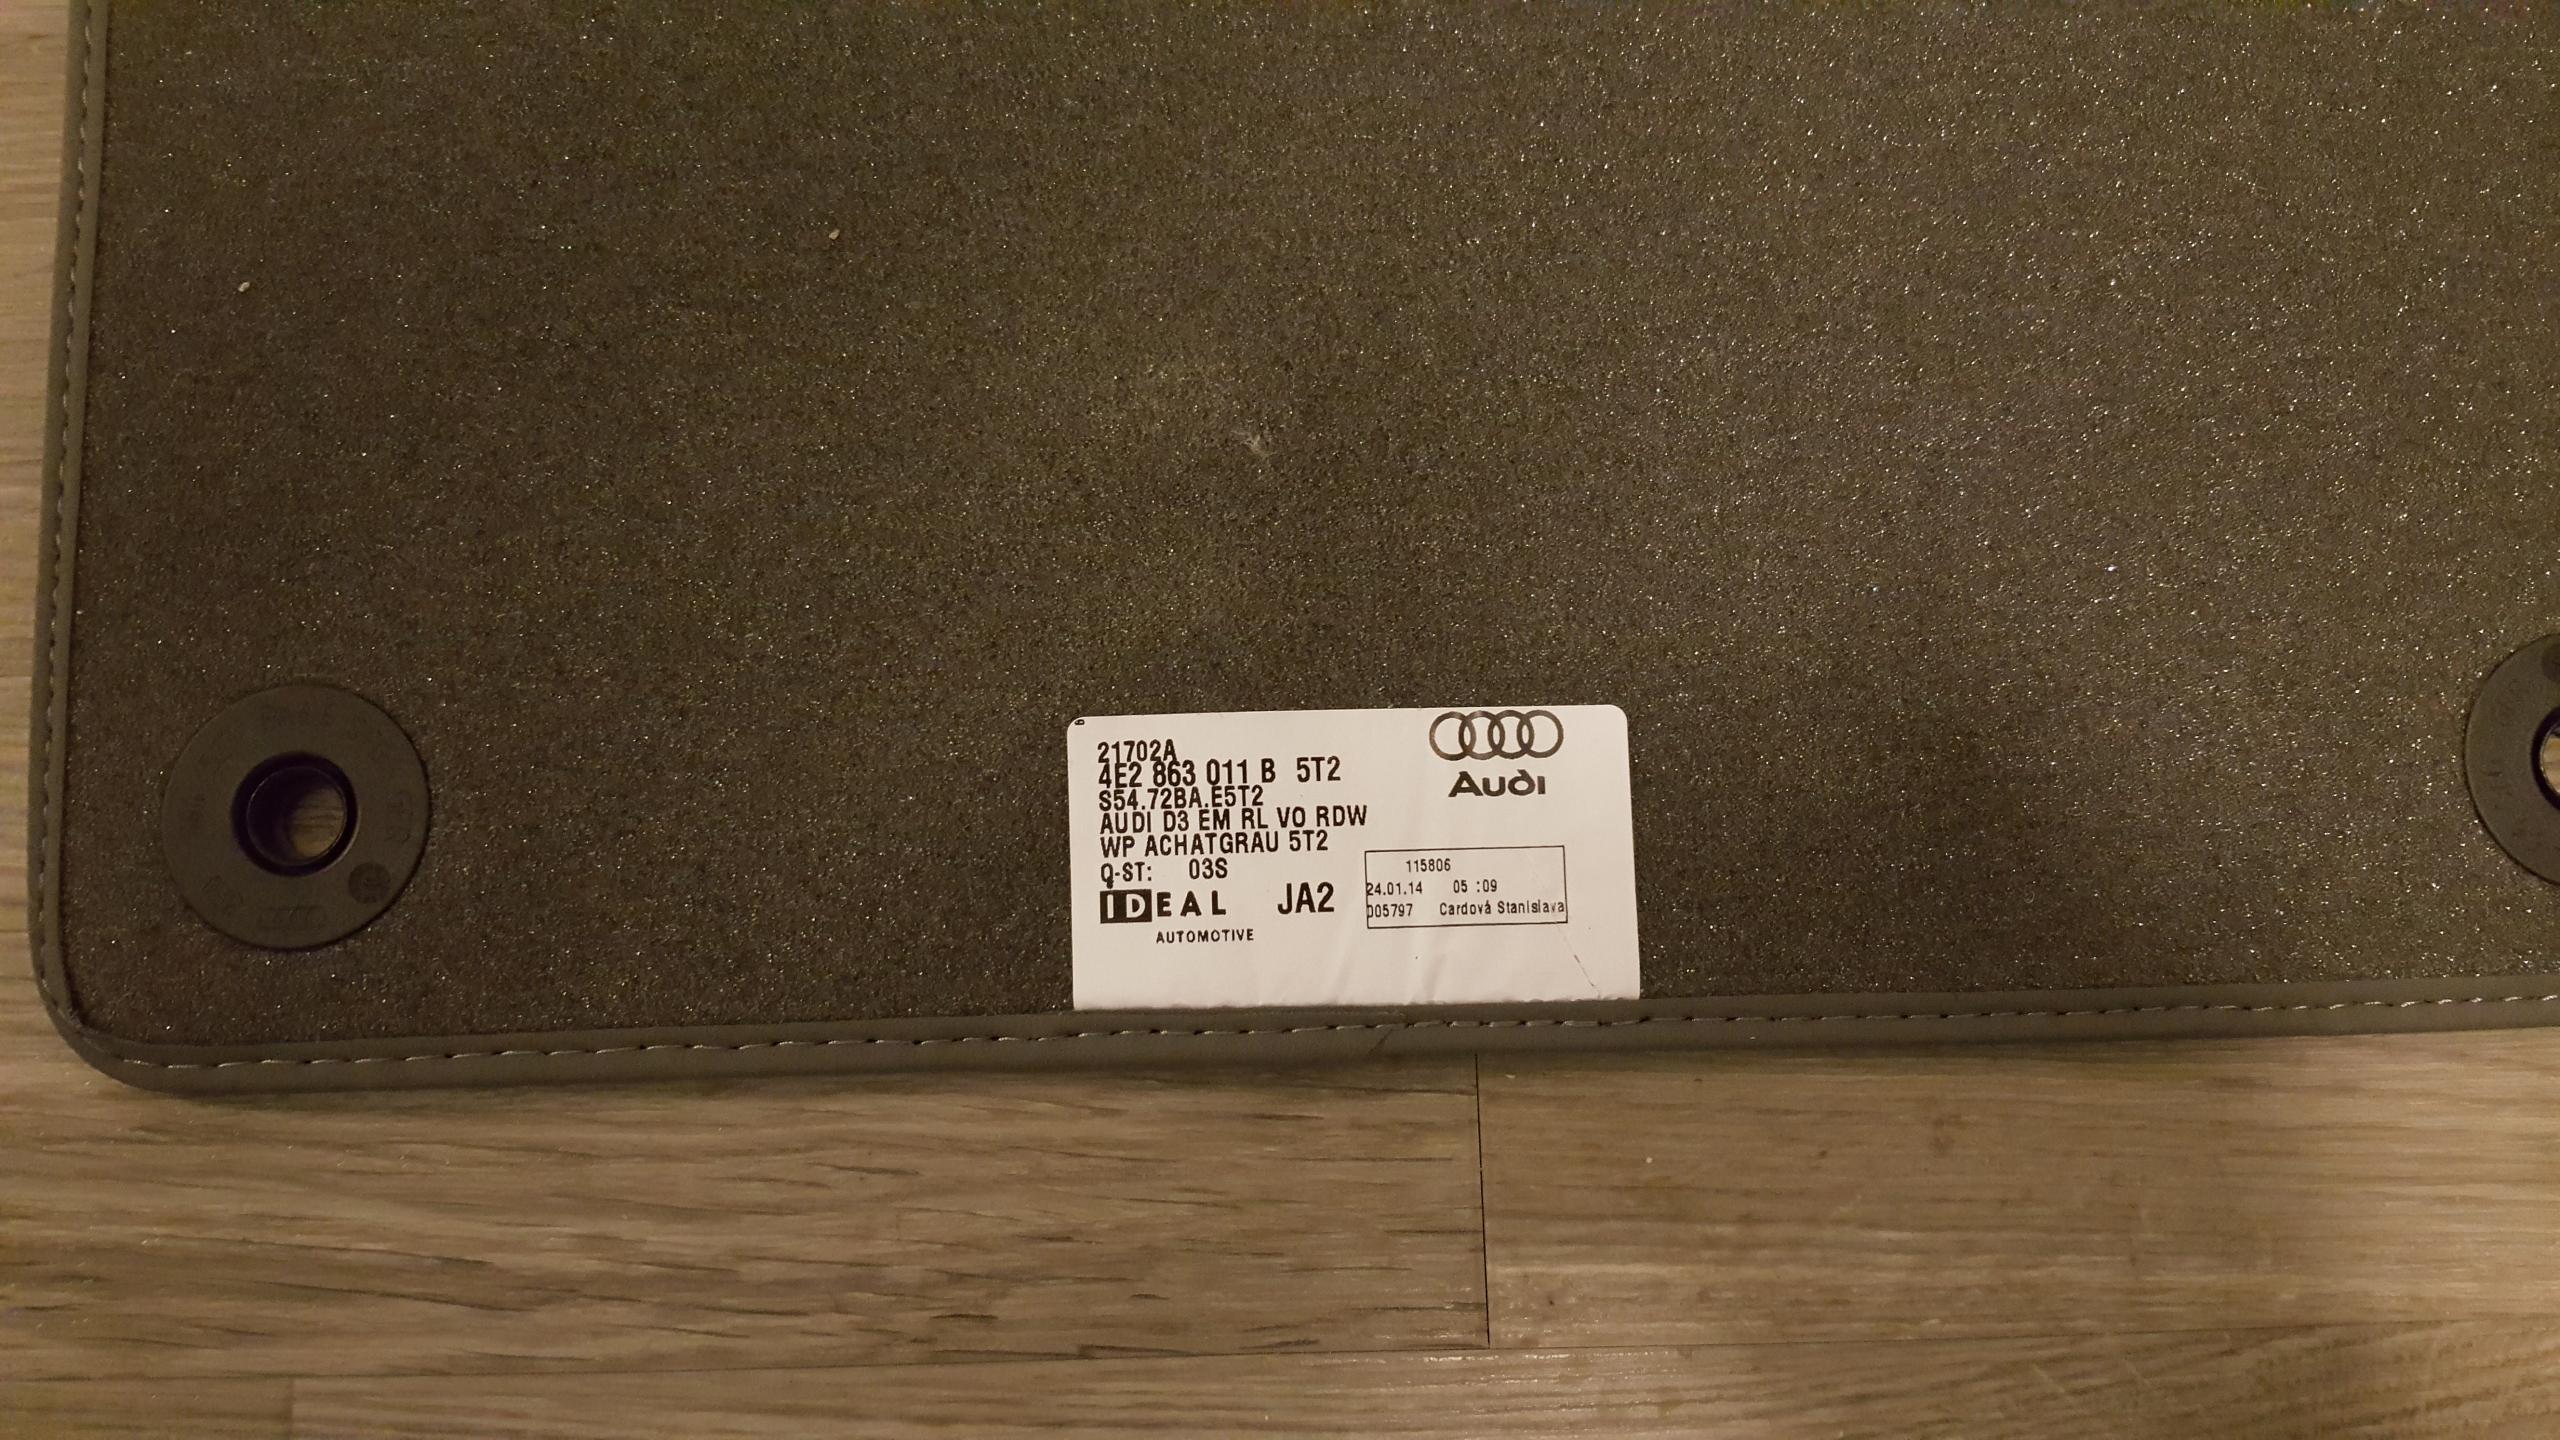 21702A
4E2 863 011 B 5T2
S54.72BA.E5T2
AUDI D3 EM RL VO RDW
WP ACHATGRAU 5T2
Q-ST: 03S
IDEAL JA2
AUTOMOTIVE
Audi
115806
24.01.14 05 :09
005797 Cardová Stanislava